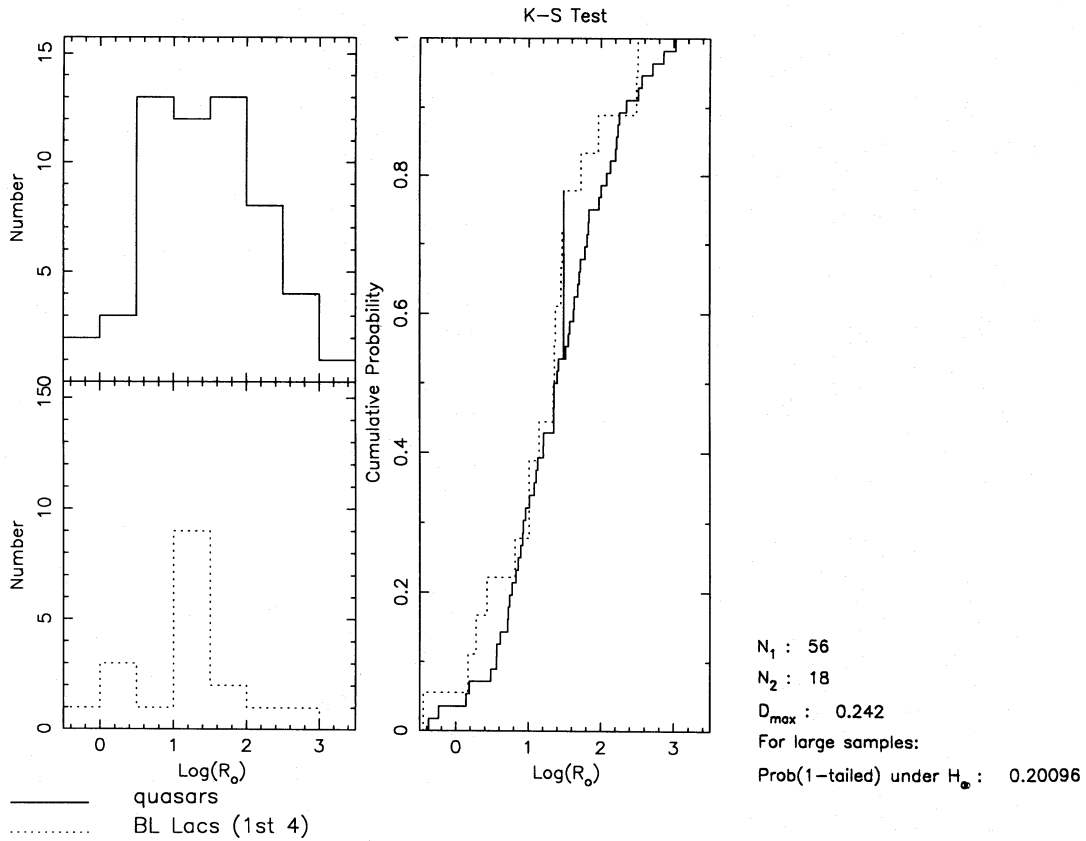 K-S Test
15
10
5
Number
150
10
5
0
Number
0 1 2 3
Log(R₀)
1
0.8
0.6
0.4
0.2
0
Cumulative Probability
0 1 2 3
Log(R₀)
N₁ : 56
N₂ : 18
Dmax : 0.242
For large samples:
Prob(1-tailed) under H : 0.20096
quasars
BL Lacs (1st 4)